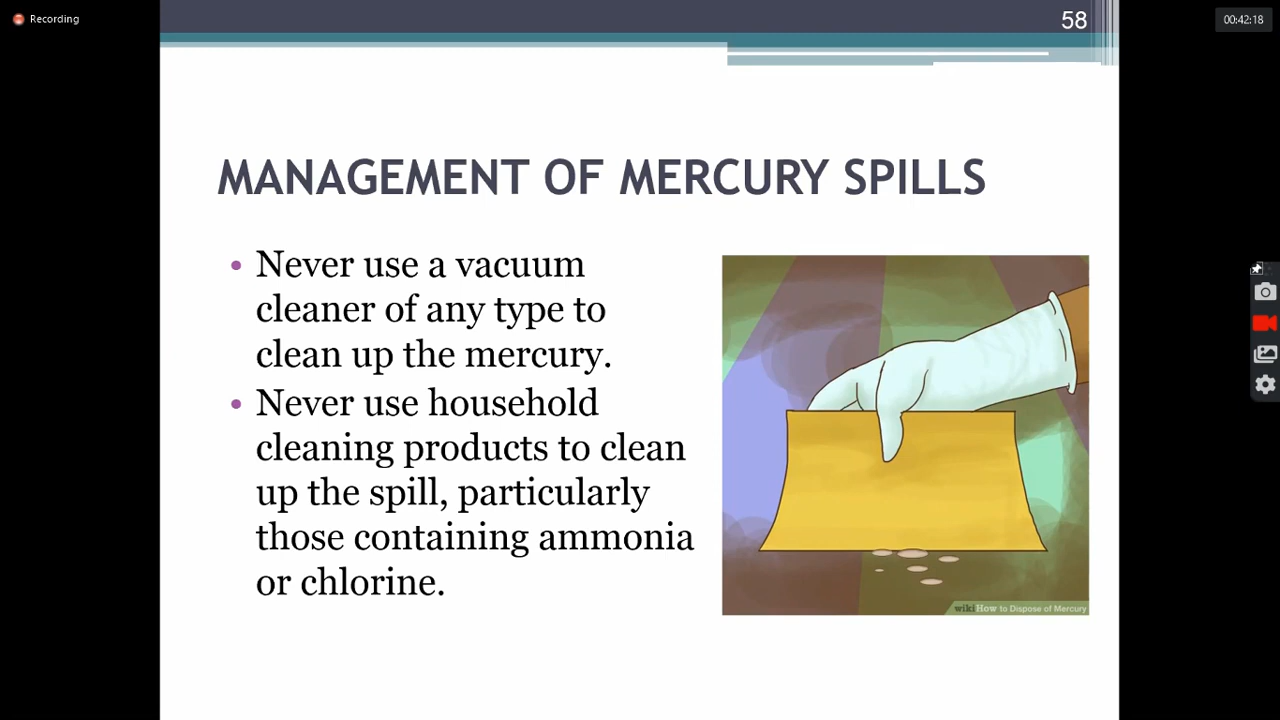 Recording
58
00:42:18
MANAGEMENT OF MERCURY SPILLS
• Never use a vacuum
cleaner of any type to
clean up the mercury.
• Never use household
cleaning products to clean
up the spill, particularly
those containing ammonia
or chlorine.
wikiHow to Dispose of Mercury